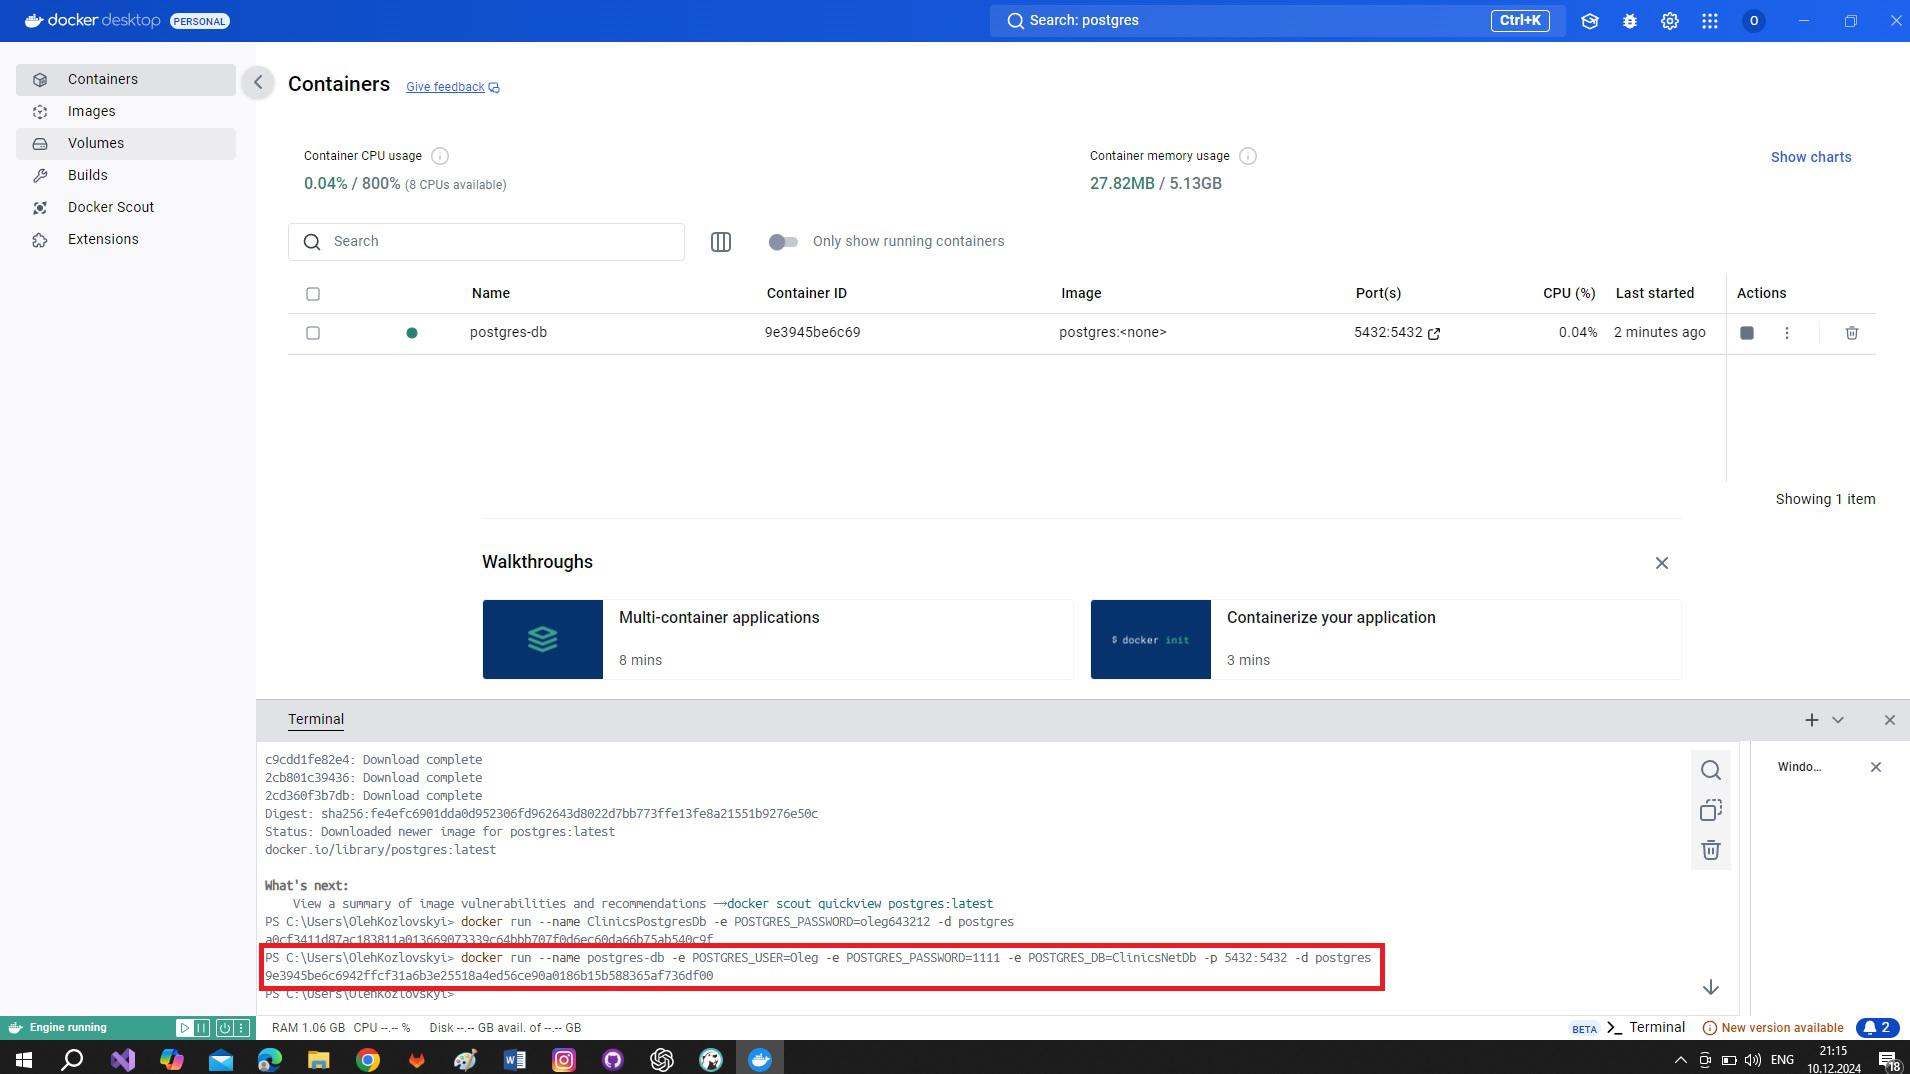 docker desktop PERSONAL
Search: postgres Ctrl+K
O
Containers
Images
Volumes
Builds
Docker Scout
Extensions
Containers Give feedback
Container CPU usage
0.04% / 800% (8 CPUs available)
Container memory usage
27.82MB / 5.13GB
Show charts
Search
Only show running containers
Name Container ID Image Port(s) CPU (%) Last started Actions
postgres-db 9e3945be6c69 postgres:<none> 5432:5432 0.04% 2 minutes ago
Showing 1 item
Walkthroughs
Multi-container applications
8 mins
$ docker init
Containerize your application
3 mins
Terminal
c9cdd1fe82e4: Download complete
2cb801c39436: Download complete
2cd360f3b7db: Download complete
Digest: sha256:fe4efc6901dda0d952306fd962643d8022d7bb773ffe13fe8a21551b9276e50c
Status: Downloaded newer image for postgres:latest
docker.io/library/postgres:latest
What's next:
View a summary of image vulnerabilities and recommendations → docker scout quickview postgres:latest
PS C:\Users\OlehKozlovskyi> docker run --name ClinicsPostgresDb -e POSTGRES_PASSWORD=oleg643212 -d postgres
a0cf3411d87ac183811a013669073339c64bbb707f0d6ec60da66b75ab540c9f
PS C:\Users\OlehKozlovskyi> docker run --name postgres-db -e POSTGRES_USER=Oleg -e POSTGRES_PASSWORD=1111 -e POSTGRES_DB=ClinicsNetDb -p 5432:5432 -d postgres
9e3945be6c6942ffcf31a6b3e25518a4ed56ce90a0186b15b588365af736df00
PS C:\Users\OlehKozlovskyi>
Windo...
Engine running
RAM 1.06 GB CPU --.-- % Disk --.-- GB avail. of --.-- GB
BETA >_ Terminal New version available 2
ENG
21:15
10.12.2024
18